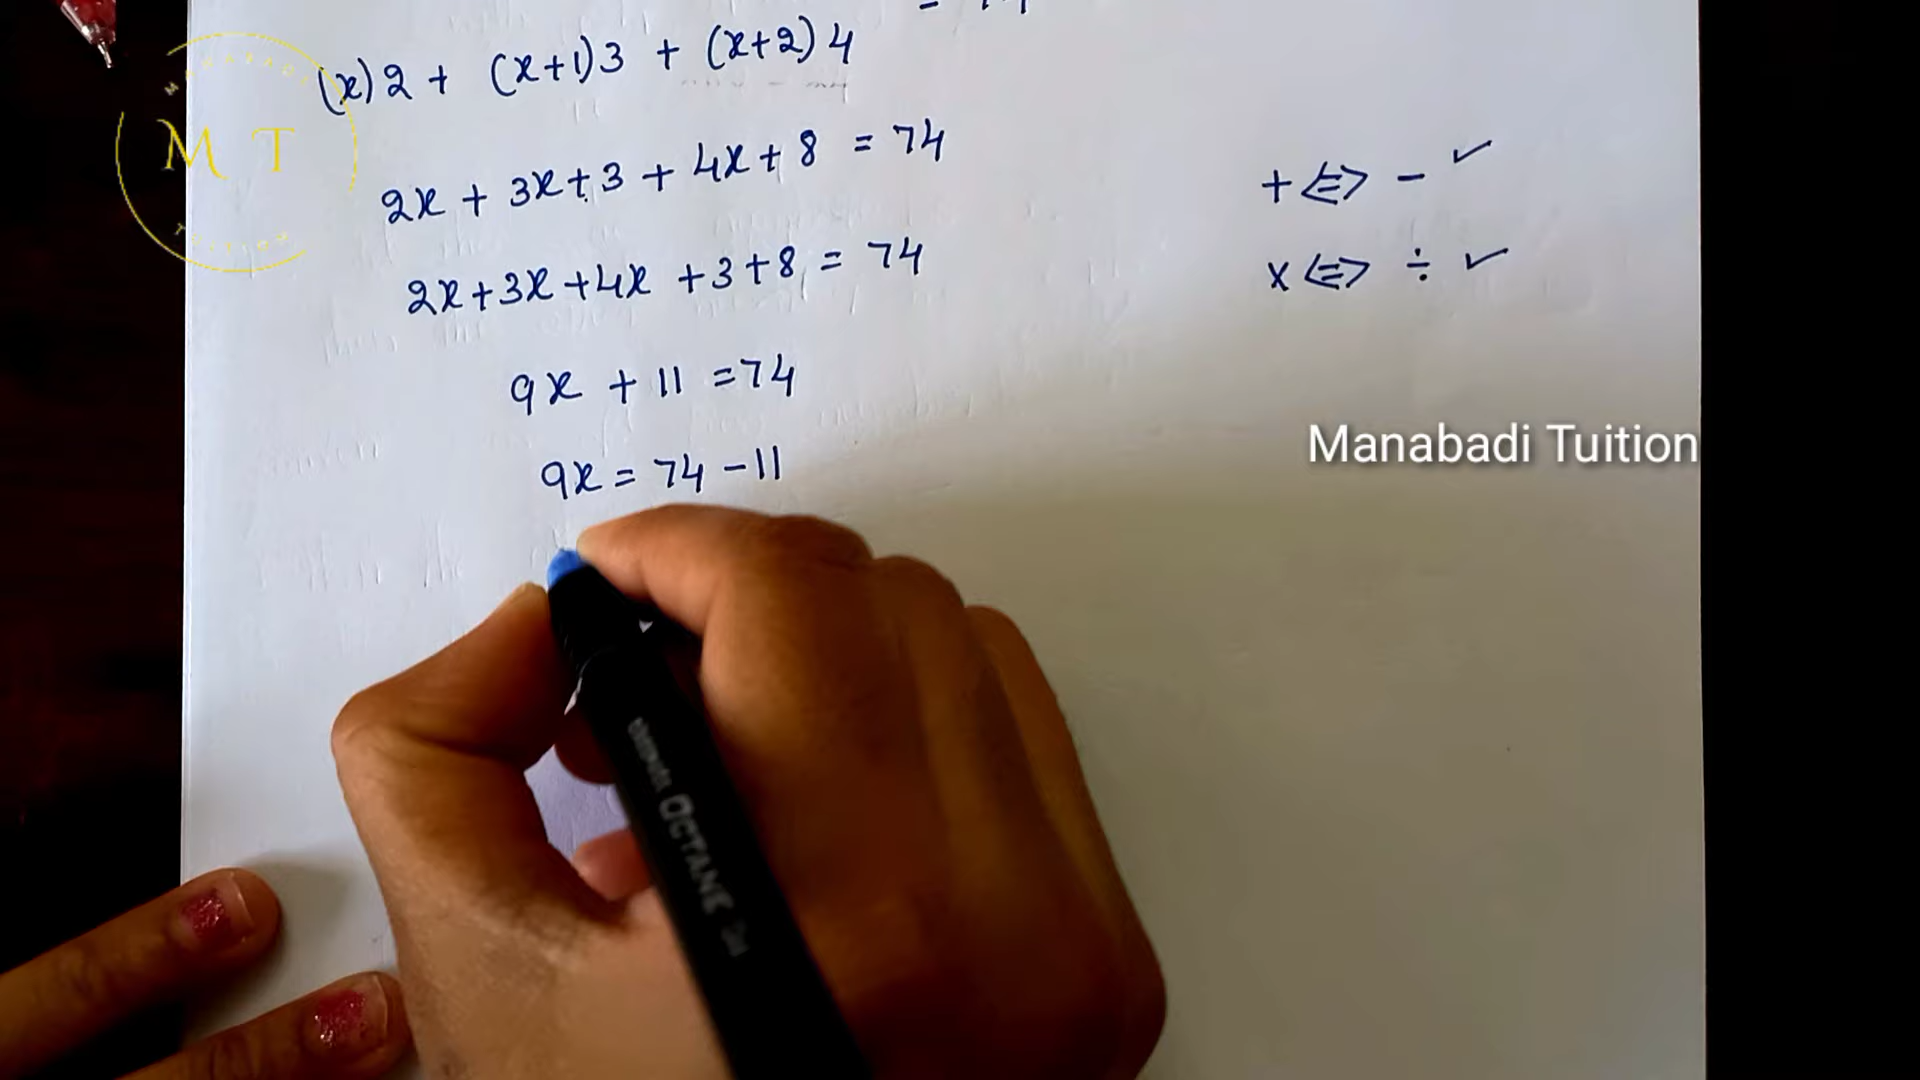 (x)2 + (x+1)3 + (x+2)4 = 74
2x + 3x+3 + 4x+8 = 74
2x+3x+4x +3+8 = 74
9x + 11 =74
9x = 74 -11
+ <=> - ✓
x <=> ÷ ✓
M T
Manabadi Tuition
OCTANE